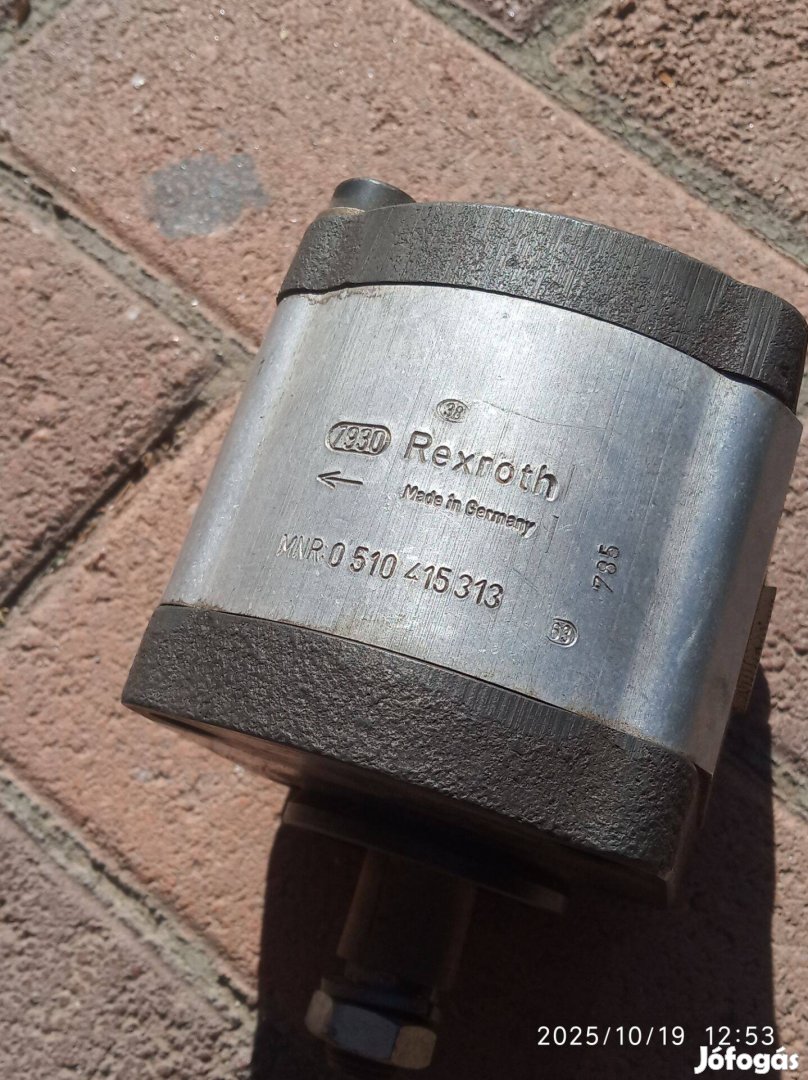 38
7930 Rexroth
Made in Germany
MNR 0 510 415 313
785
53
2025/10/19 12:53
Jófogás